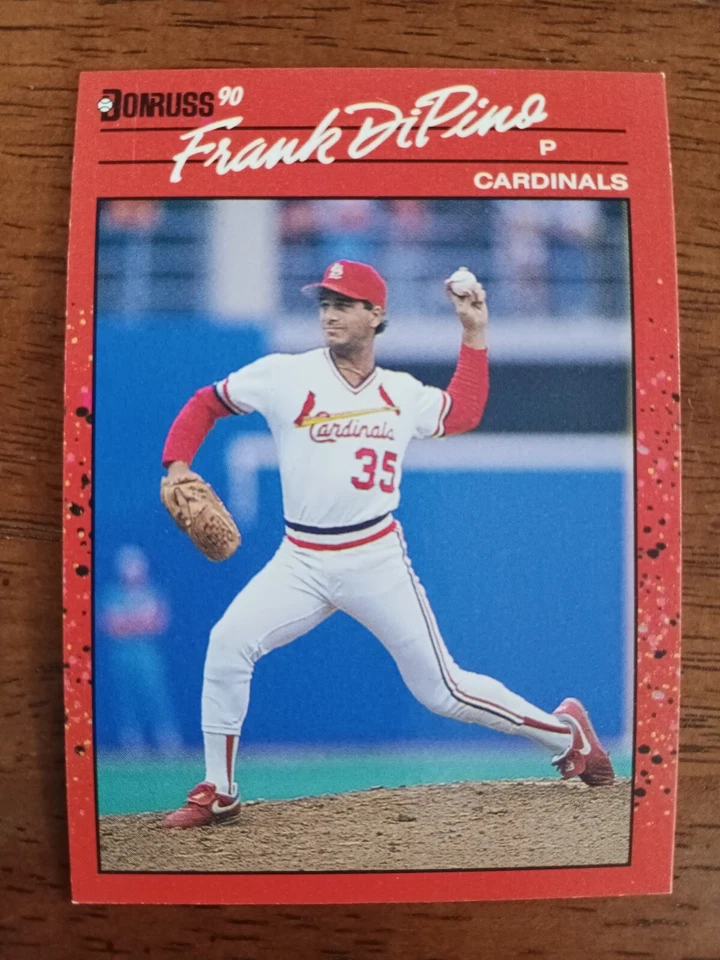 DONRUSS 90
Frank DiPino
P
CARDINALS
Cardinals
35